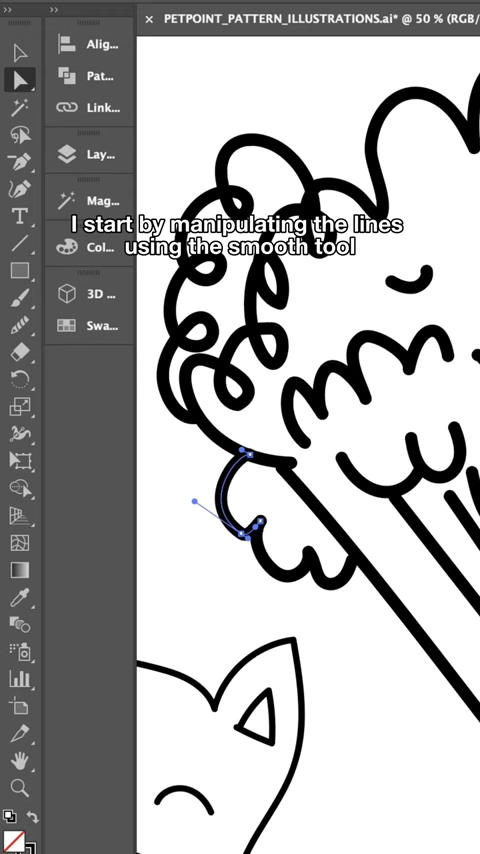 PETPOINT_PATTERN_ILLUSTRATIONS.ai* @ 50 % (RGB/
Alig...
Pat...
Link...
Lay...
Mag...
I start by manipulating the lines
using the smooth tool
Col...
3D ...
Swa...